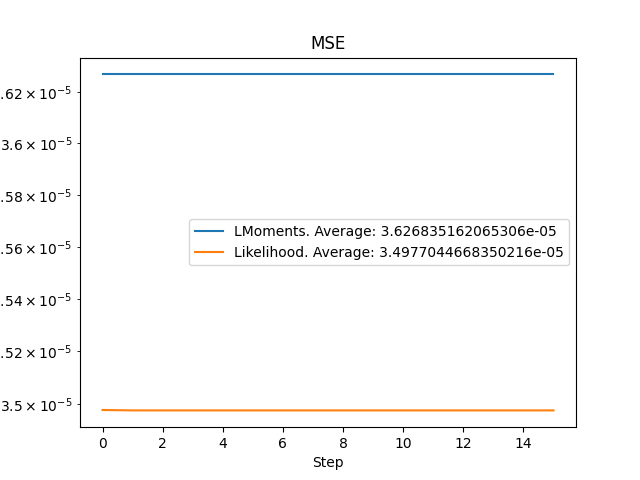 MSE
.62 × 10⁻⁵
3.6 × 10⁻⁵
.58 × 10⁻⁵
.56 × 10⁻⁵
.54 × 10⁻⁵
.52 × 10⁻⁵
3.5 × 10⁻⁵
LMoments. Average: 3.626835162065306e-05
Likelihood. Average: 3.4977044668350216e-05
0 2 4 6 8 10 12 14
Step